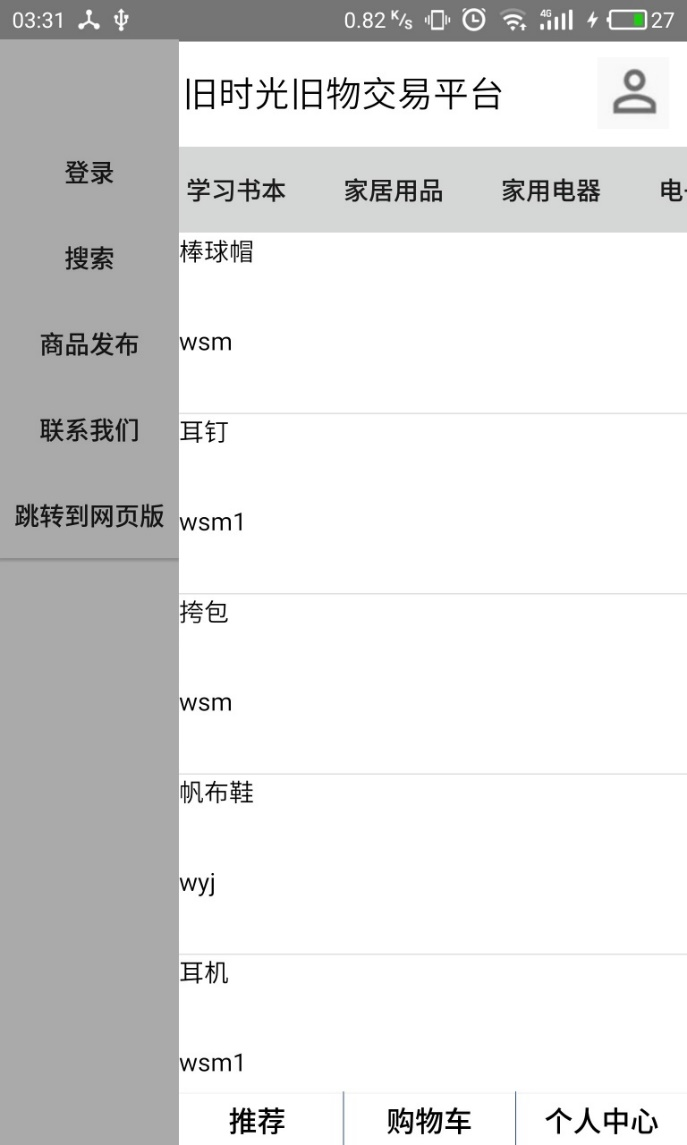 03:31 0.82 K/s 4G 27
旧时光旧物交易平台
登录
搜索
商品发布
联系我们
跳转到网页版
学习书本 家居用品 家用电器 电
棒球帽
wsm
耳钉
wsm1
挎包
wsm
帆布鞋
wyj
耳机
wsm1
推荐 购物车 个人中心